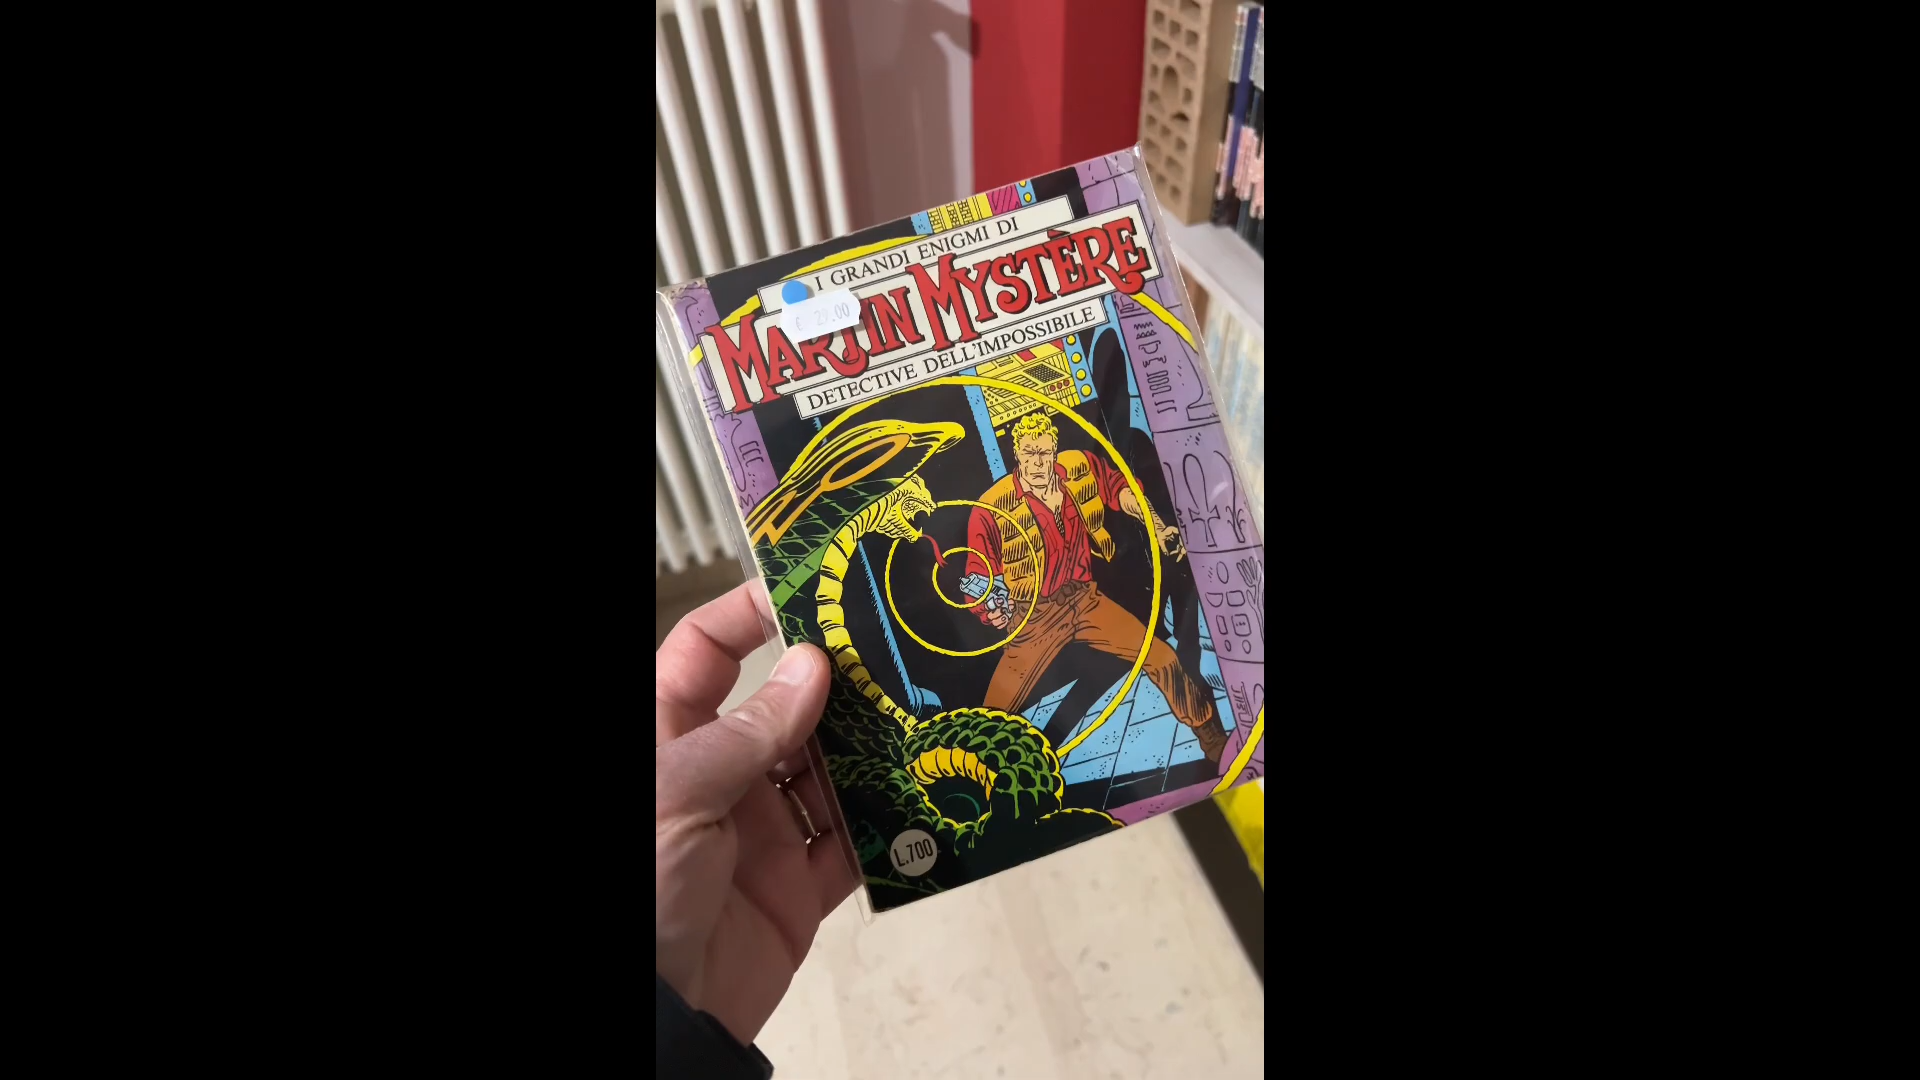 I GRANDI ENIGMI DI
MARTIN MYSTÈRE
DETECTIVE DELL'IMPOSSIBILE
L.700